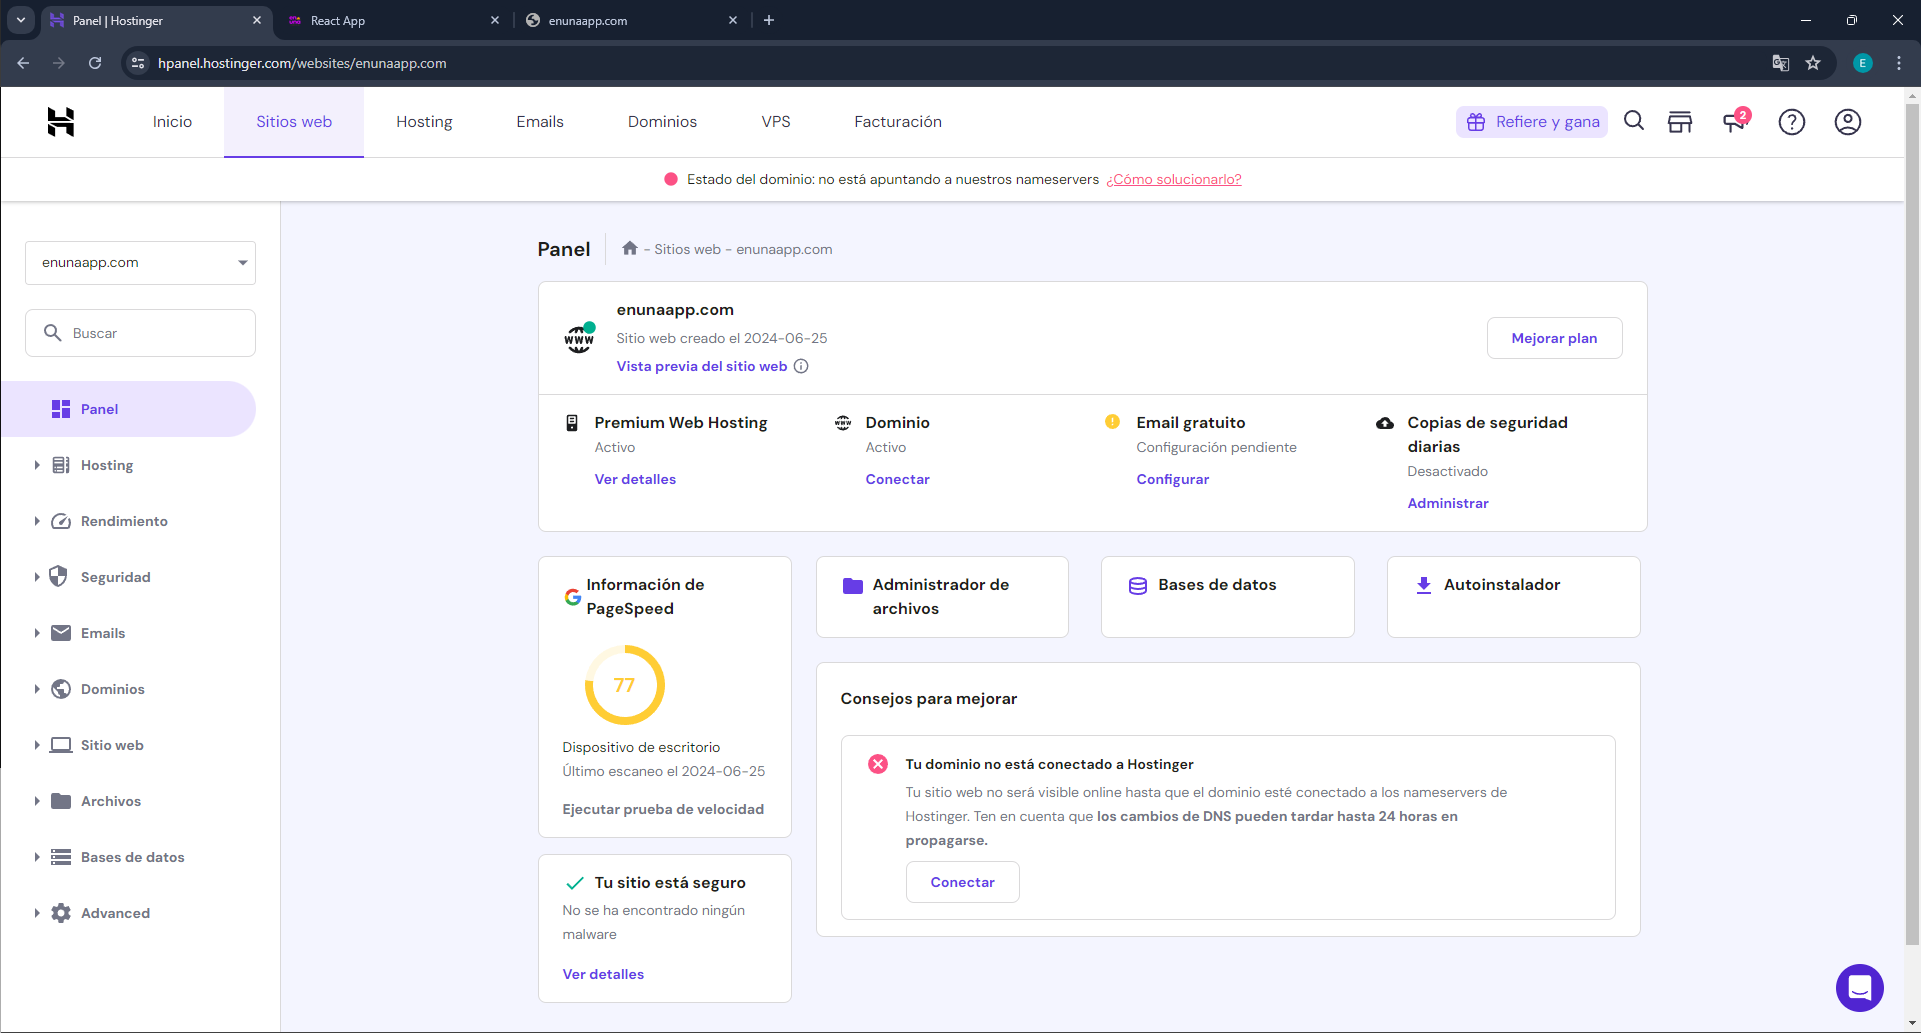 Panel | Hostinger
React App
enunaapp.com
hpanel.hostinger.com/websites/enunaapp.com
E
Inicio
Sitios web
Hosting
Emails
Dominios
VPS
Facturación
Refiere y gana
2
Estado del dominio: no está apuntando a nuestros nameservers ¿Cómo solucionarlo?
enunaapp.com
Buscar
Panel
Hosting
Rendimiento
Seguridad
Emails
Dominios
Sitio web
Archivos
Bases de datos
Advanced
Panel
- Sitios web - enunaapp.com
enunaapp.com
Sitio web creado el 2024-06-25
Vista previa del sitio web
Mejorar plan
Premium Web Hosting
Activo
Ver detalles
Dominio
Activo
Conectar
Email gratuito
Configuración pendiente
Configurar
Copias de seguridad
diarias
Desactivado
Administrar
Información de
PageSpeed
77
Dispositivo de escritorio
Último escaneo el 2024-06-25
Ejecutar prueba de velocidad
Tu sitio está seguro
No se ha encontrado ningún
malware
Ver detalles
Administrador de
archivos
Bases de datos
Autoinstalador
Consejos para mejorar
Tu dominio no está conectado a Hostinger
Tu sitio web no será visible online hasta que el dominio esté conectado a los nameservers de
Hostinger. Ten en cuenta que los cambios de DNS pueden tardar hasta 24 horas en
propagarse.
Conectar